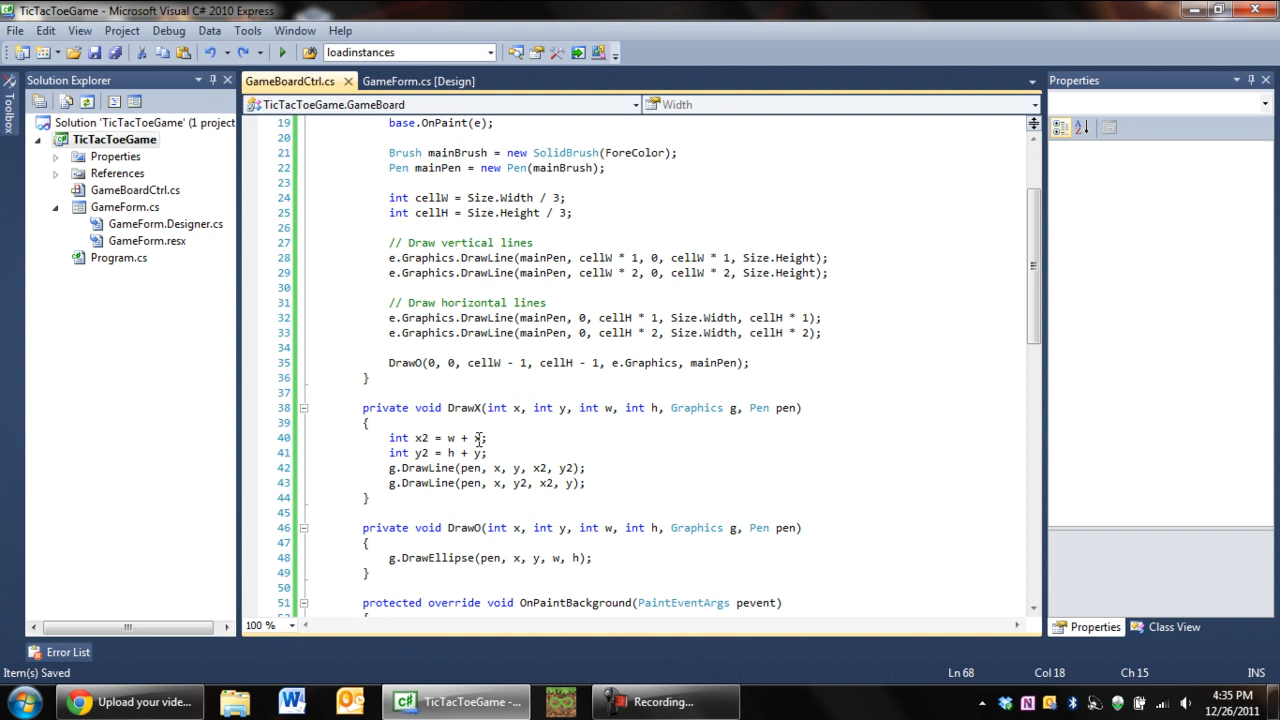 TicTacToeGame - Microsoft Visual C# 2010 Express
File Edit View Project Debug Data Tools Window Help
loadinstances
Solution Explorer
GameBoardCtrl.cs
GameForm.cs [Design]
Properties
TicTacToeGame.GameBoard
Width
Solution 'TicTacToeGame' (1 project
TicTacToeGame
Properties
References
GameBoardCtrl.cs
GameForm.cs
GameForm.Designer.cs
GameForm.resx
Program.cs
19 base.OnPaint(e);
20
21 Brush mainBrush = new SolidBrush(ForeColor);
22 Pen mainPen = new Pen(mainBrush);
23
24 int cellW = Size.Width / 3;
25 int cellH = Size.Height / 3;
26
27 // Draw vertical lines
28 e.Graphics.DrawLine(mainPen, cellW * 1, 0, cellW * 1, Size.Height);
29 e.Graphics.DrawLine(mainPen, cellW * 2, 0, cellW * 2, Size.Height);
30
31 // Draw horizontal lines
32 e.Graphics.DrawLine(mainPen, 0, cellH * 1, Size.Width, cellH * 1);
33 e.Graphics.DrawLine(mainPen, 0, cellH * 2, Size.Width, cellH * 2);
34
35 DrawO(0, 0, cellW - 1, cellH - 1, e.Graphics, mainPen);
36 }
37
38 private void DrawX(int x, int y, int w, int h, Graphics g, Pen pen)
39 {
40 int x2 = w + x;
41 int y2 = h + y;
42 g.DrawLine(pen, x, y, x2, y2);
43 g.DrawLine(pen, x, y2, x2, y);
44 }
45
46 private void DrawO(int x, int y, int w, int h, Graphics g, Pen pen)
47 {
48 g.DrawEllipse(pen, x, y, w, h);
49 }
50
51 protected override void OnPaintBackground(PaintEventArgs pevent)
100 %
Properties
Class View
Error List
Item(s) Saved
Ln 68
Col 18
Ch 15
INS
Upload your vide...
TicTacToeGame -...
Recording...
4:35 PM
12/26/2011